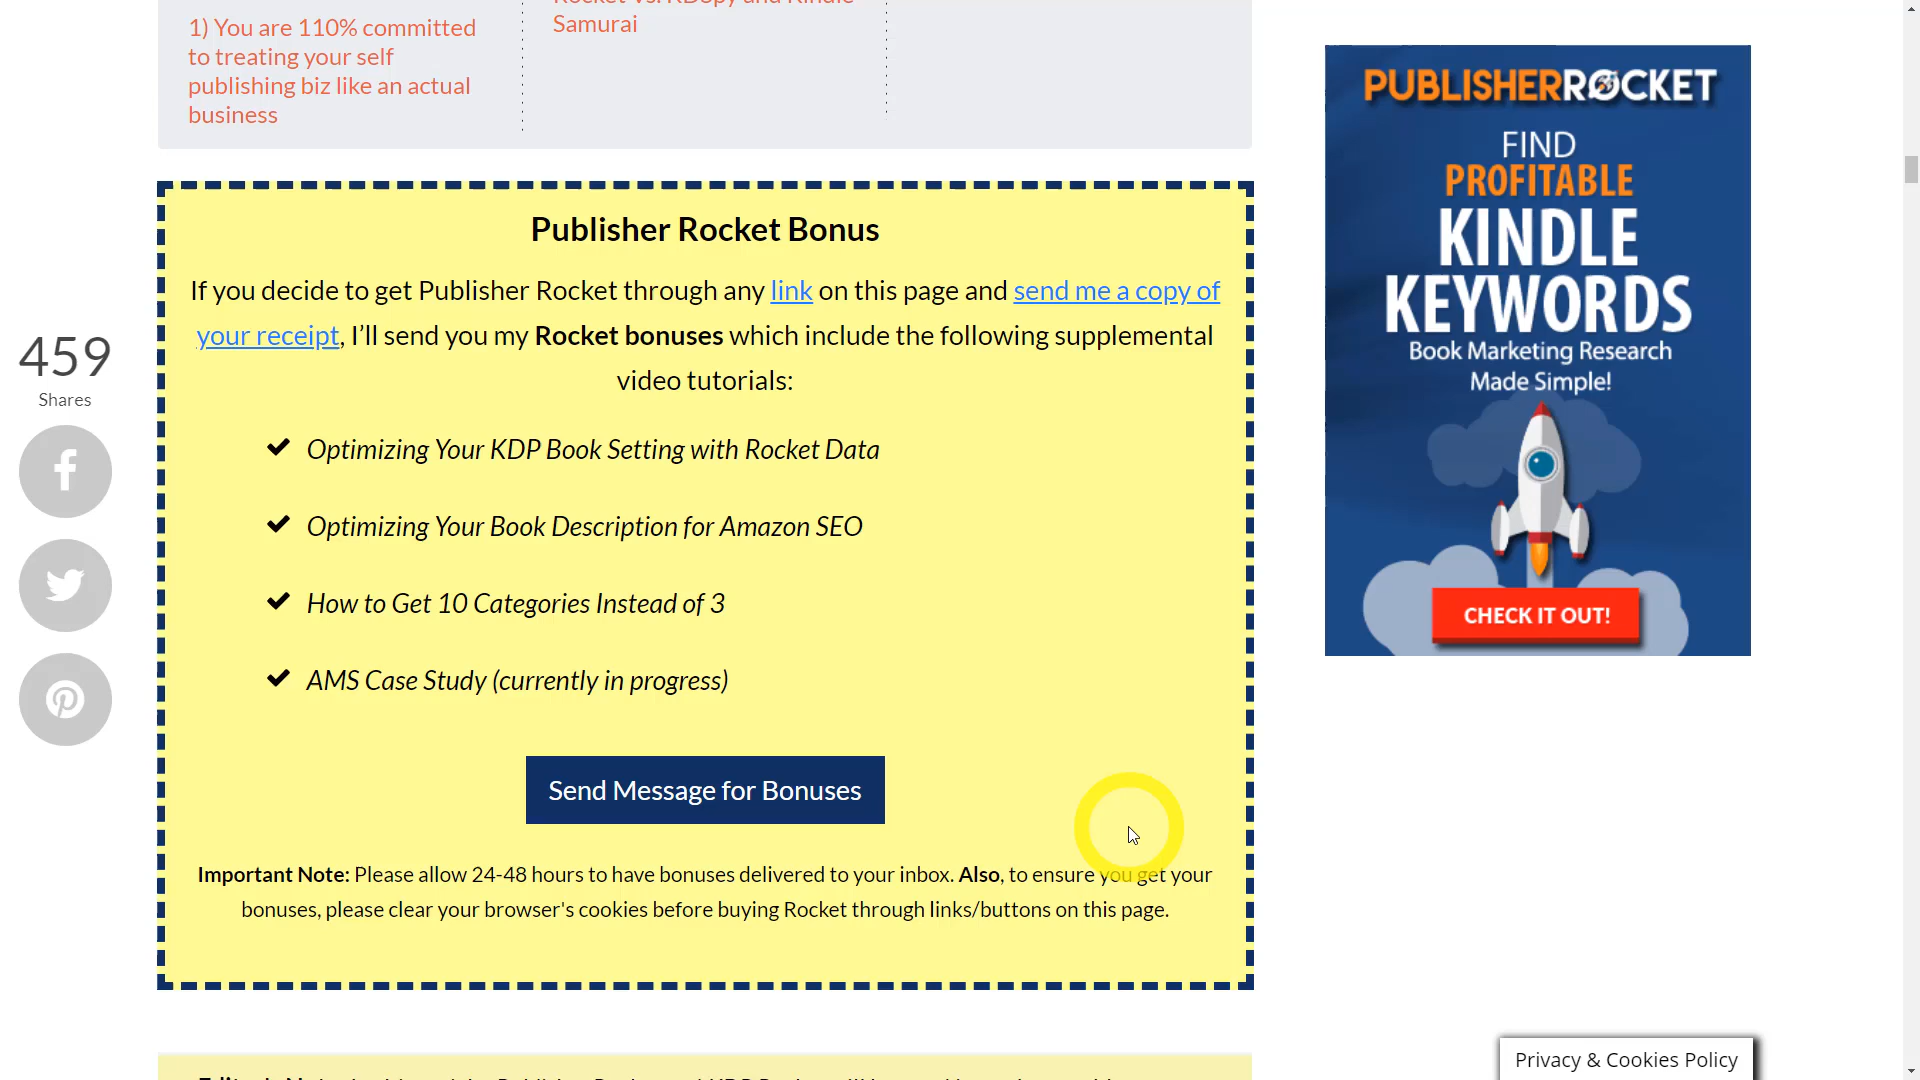 Samurai
1) You are 110% committed
to treating your self
publishing biz like an actual
business
PUBLISHERROCKET
FIND
PROFITABLE
KINDLE
KEYWORDS
Book Marketing Research
Made Simple!
CHECK IT OUT!
Publisher Rocket Bonus
If you decide to get Publisher Rocket through any link on this page and send me a copy of
your receipt, I’ll send you my Rocket bonuses which include the following supplemental
video tutorials:
Optimizing Your KDP Book Setting with Rocket Data
Optimizing Your Book Description for Amazon SEO
How to Get 10 Categories Instead of 3
AMS Case Study (currently in progress)
Send Message for Bonuses
Important Note: Please allow 24-48 hours to have bonuses delivered to your inbox. Also, to ensure you get your
bonuses, please clear your browser's cookies before buying Rocket through links/buttons on this page.
459
Shares
Privacy & Cookies Policy